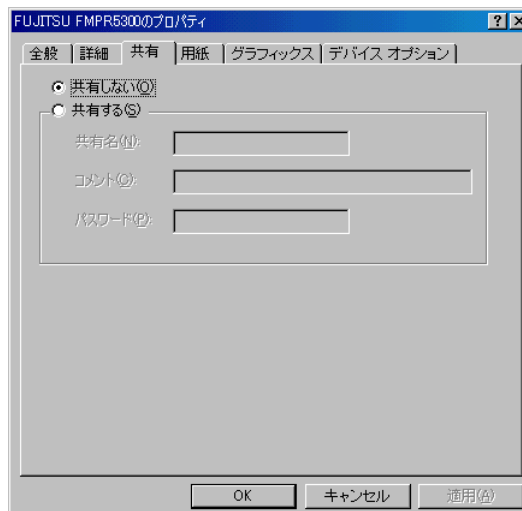 FUJITSU FMPR5300のプロパティ
全般 詳細 共有 用紙 グラフィックス デバイス オプション
共有しない(O)
共有する(S)
共有名(N):
コメント(C):
パスワード(P):
OK キャンセル 適用(A)